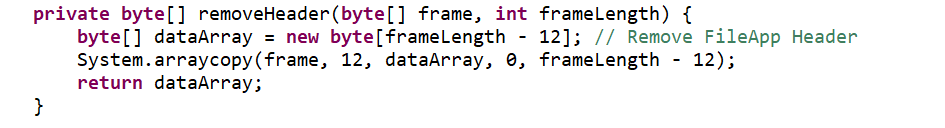 private byte[] removeHeader(byte[] frame, int frameLength) {
    byte[] dataArray = new byte[frameLength - 12]; // Remove FileApp Header
    System.arraycopy(frame, 12, dataArray, 0, frameLength - 12);
    return dataArray;
}